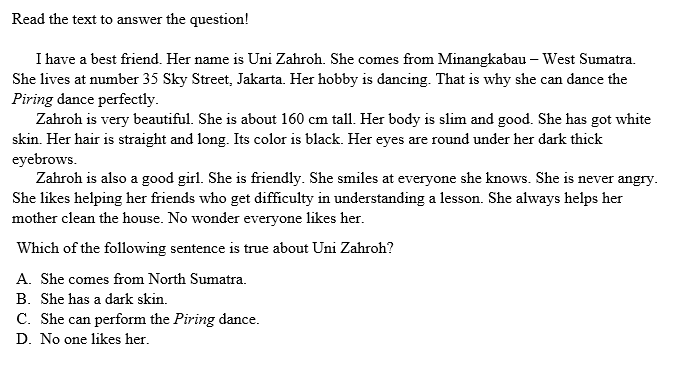 Read the text to answer the question!
I have a best friend. Her name is Uni Zahroh. She comes from Minangkabau – West Sumatra.
She lives at number 35 Sky Street, Jakarta. Her hobby is dancing. That is why she can dance the
Piring dance perfectly.
Zahroh is very beautiful. She is about 160 cm tall. Her body is slim and good. She has got white
skin. Her hair is straight and long. Its color is black. Her eyes are round under her dark thick
eyebrows.
Zahroh is also a good girl. She is friendly. She smiles at everyone she knows. She is never angry.
She likes helping her friends who get difficulty in understanding a lesson. She always helps her
mother clean the house. No wonder everyone likes her.
Which of the following sentence is true about Uni Zahroh?
A. She comes from North Sumatra.
B. She has a dark skin.
C. She can perform the Piring dance.
D. No one likes her.